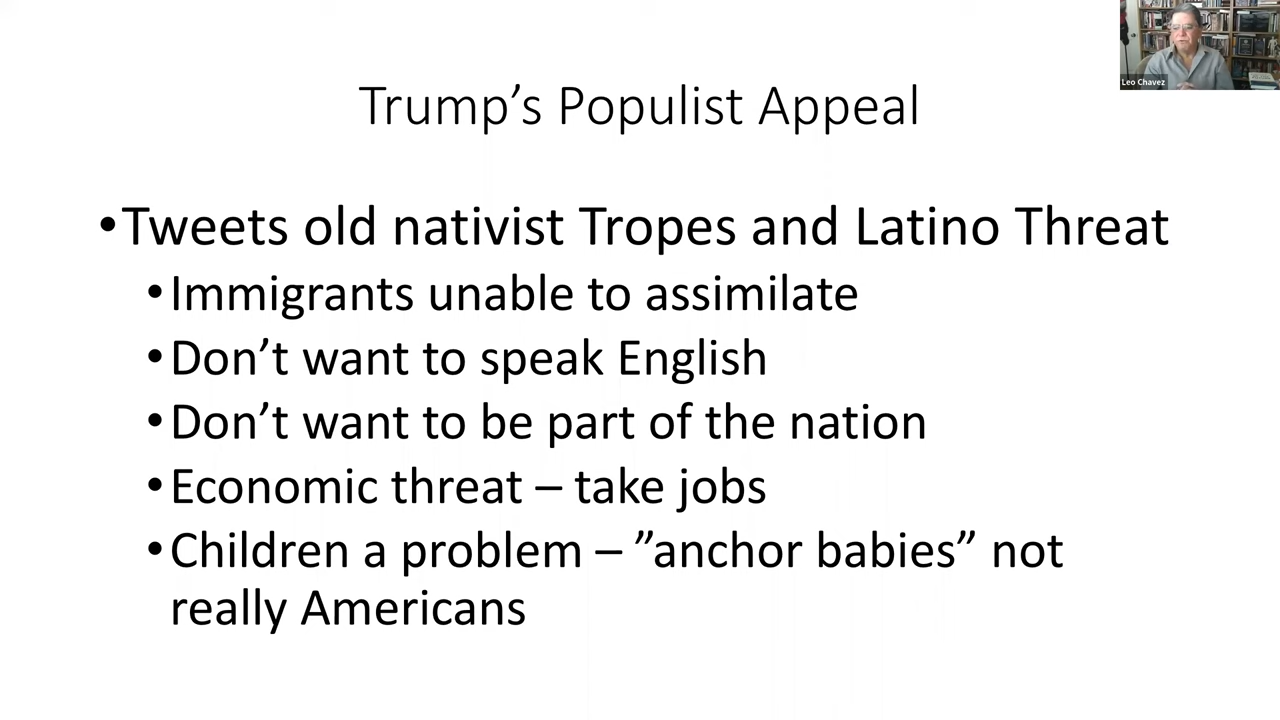 Leo Chavez
Trump's Populist Appeal
•Tweets old nativist Tropes and Latino Threat
•Immigrants unable to assimilate
•Don't want to speak English
•Don't want to be part of the nation
•Economic threat – take jobs
•Children a problem – ”anchor babies” not
really Americans